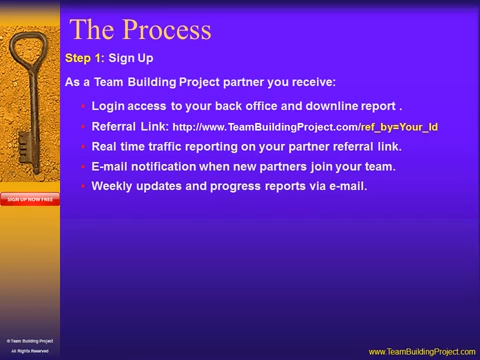 The Process
Step 1: Sign Up
As a Team Building Project partner you receive:
• Login access to your back office and downline report .
• Referral Link: http://www.TeamBuildingProject.com/ref_by=Your_Id
• Real time traffic reporting on your partner referral link.
• E-mail notification when new partners join your team.
• Weekly updates and progress reports via e-mail.
SIGN UP NOW FREE
© Team Building Project
All Rights Reserved
www.TeamBuildingProject.com